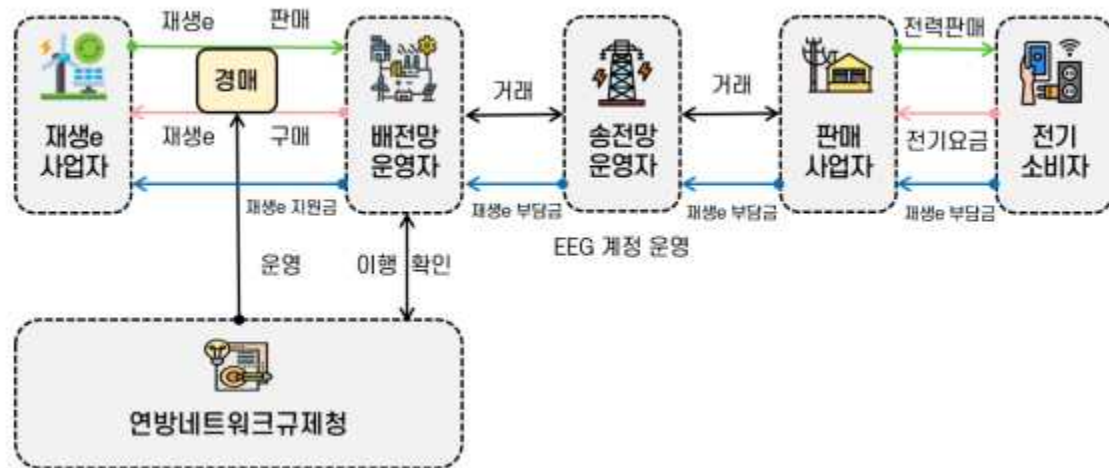 재생e 판매
경매
재생e 구매
재생e
사업자
재생e 지원금
배전망
운영자
거래
재생e 부담금
송전망
운영자
EEG 계정 운영
거래
재생e 부담금
판매
사업자
전력판매
전기요금
재생e 부담금
전기
소비자
운영
이행 확인
연방네트워크규제청